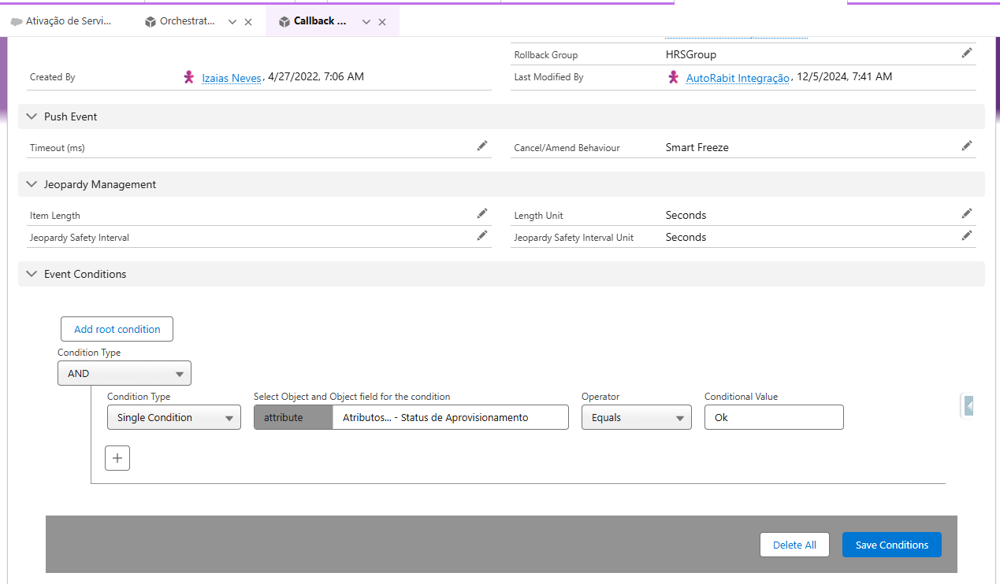 Ativação de Servi...
Orchestrat...
Callback ...
Rollback Group HRSGroup
Created By Izaias Neves, 4/27/2022, 7:06 AM
Last Modified By AutoRabit Integração, 12/5/2024, 7:41 AM
Push Event
Timeout (ms)
Cancel/Amend Behaviour Smart Freeze
Jeopardy Management
Item Length
Length Unit Seconds
Jeopardy Safety Interval
Jeopardy Safety Interval Unit Seconds
Event Conditions
Add root condition
Condition Type
AND
Condition Type Select Object and Object field for the condition Operator Conditional Value
Single Condition attribute Atributos... - Status de Aprovisionamento Equals Ok
Delete All Save Conditions